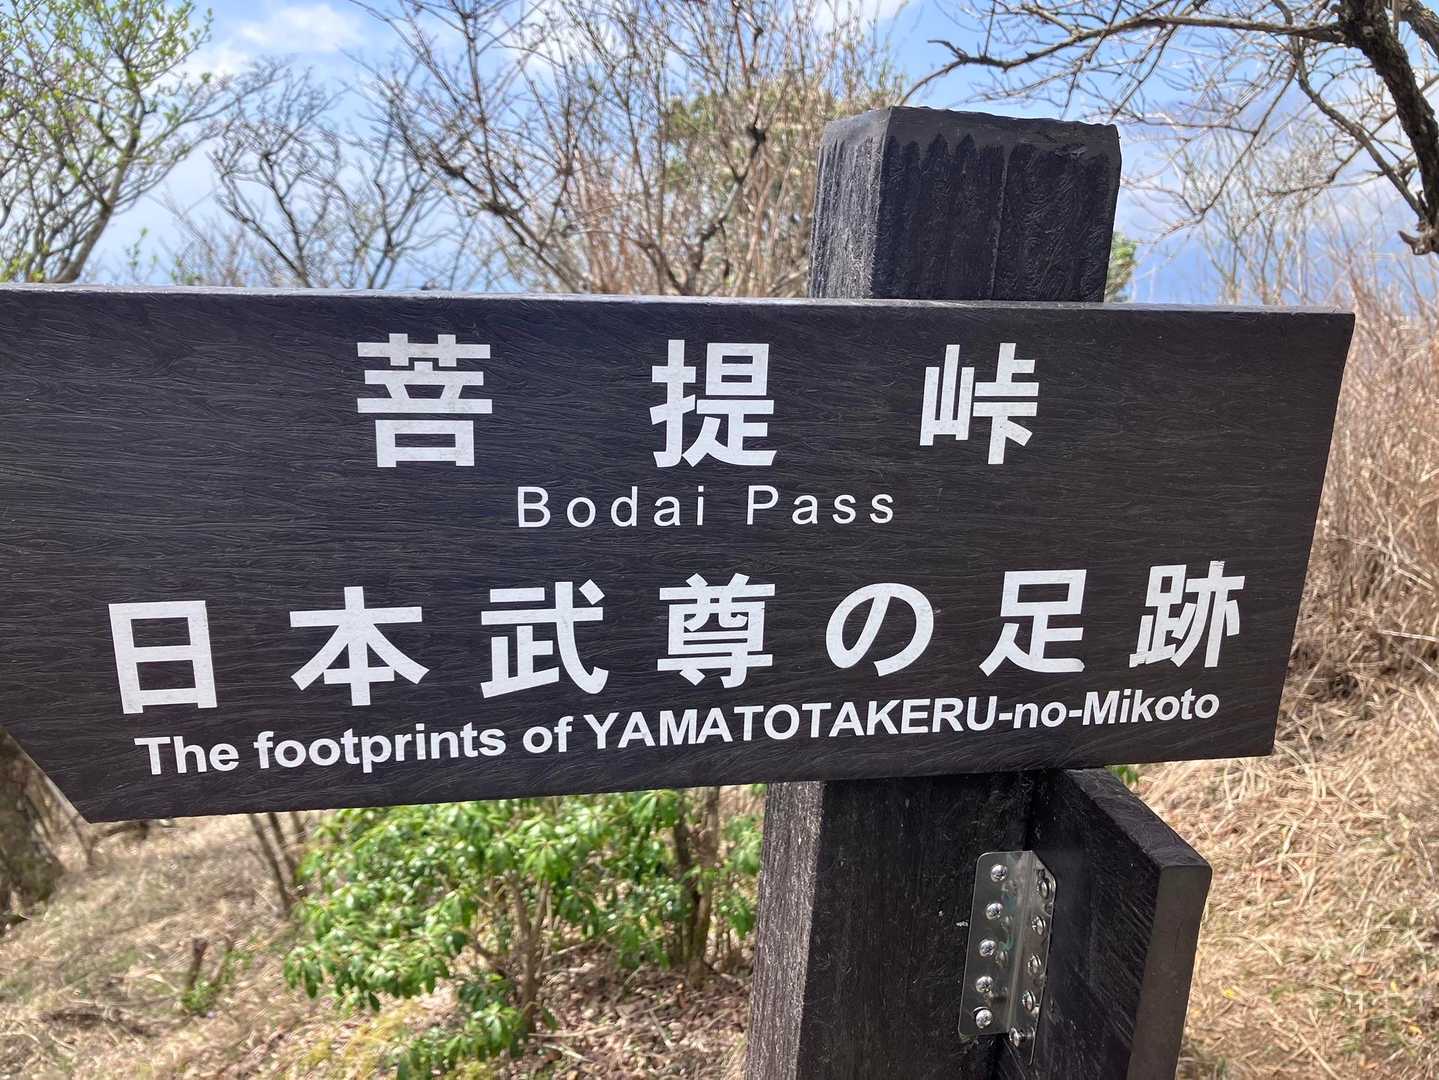 菩提峠
Bodai Pass
日本武尊の足跡
The footprints of YAMATOTAKERU-no-Mikoto